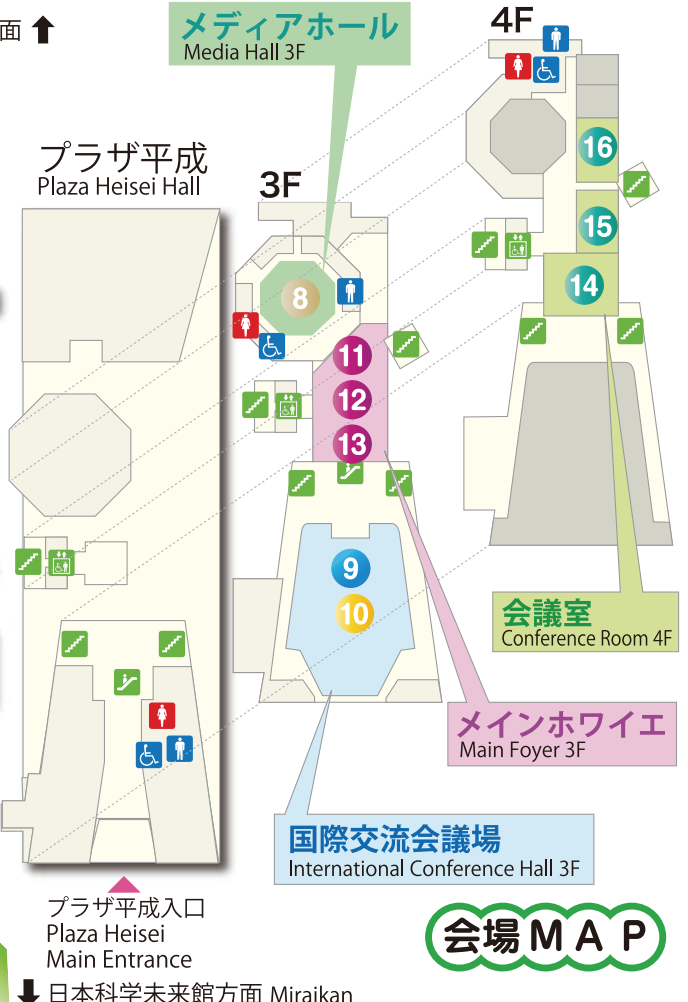 面 ⬆
メディアホール
Media Hall 3F
4F
プラザ平成
Plaza Heisei Hall
3F
16
15
14
8
11
12
13
9
10
会議室
Conference Room 4F
メインホワイエ
Main Foyer 3F
国際交流会議場
International Conference Hall 3F
プラザ平成入口
Plaza Heisei
Main Entrance
会場MAP
⬇ 日本科学未来館方面 Miraikan